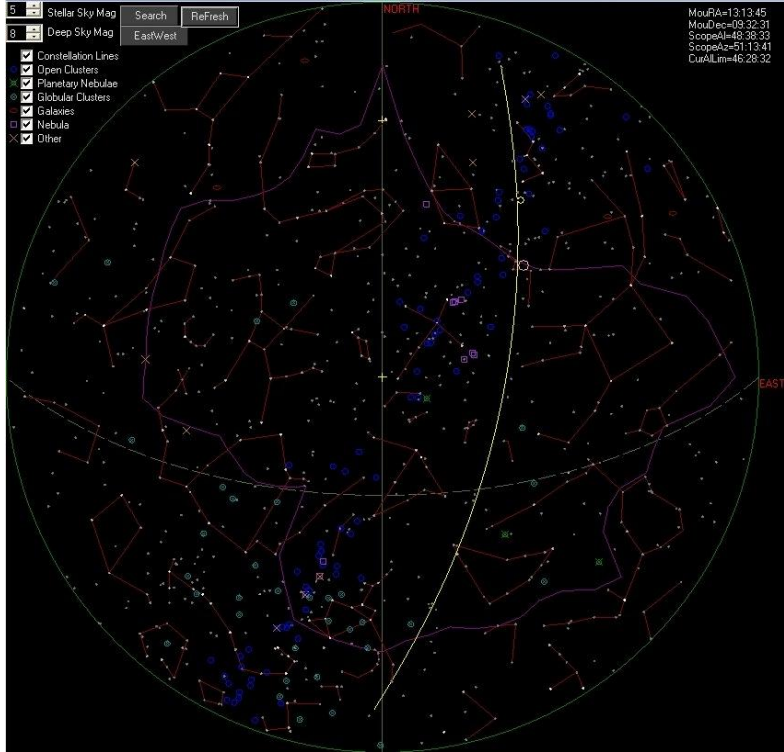 5 Stellar Sky Mag Search ReFresh
8 Deep Sky Mag EastWest
Constellation Lines
Open Clusters
Planetary Nebulae
Globular Clusters
Galaxies
Nebula
Other
NORTH
MouRA=13:13:45
MouDec=09:32:31
ScopeAl=48:38:33
ScopeAz=51:13:41
CurAlLim=46:28:32
EAST